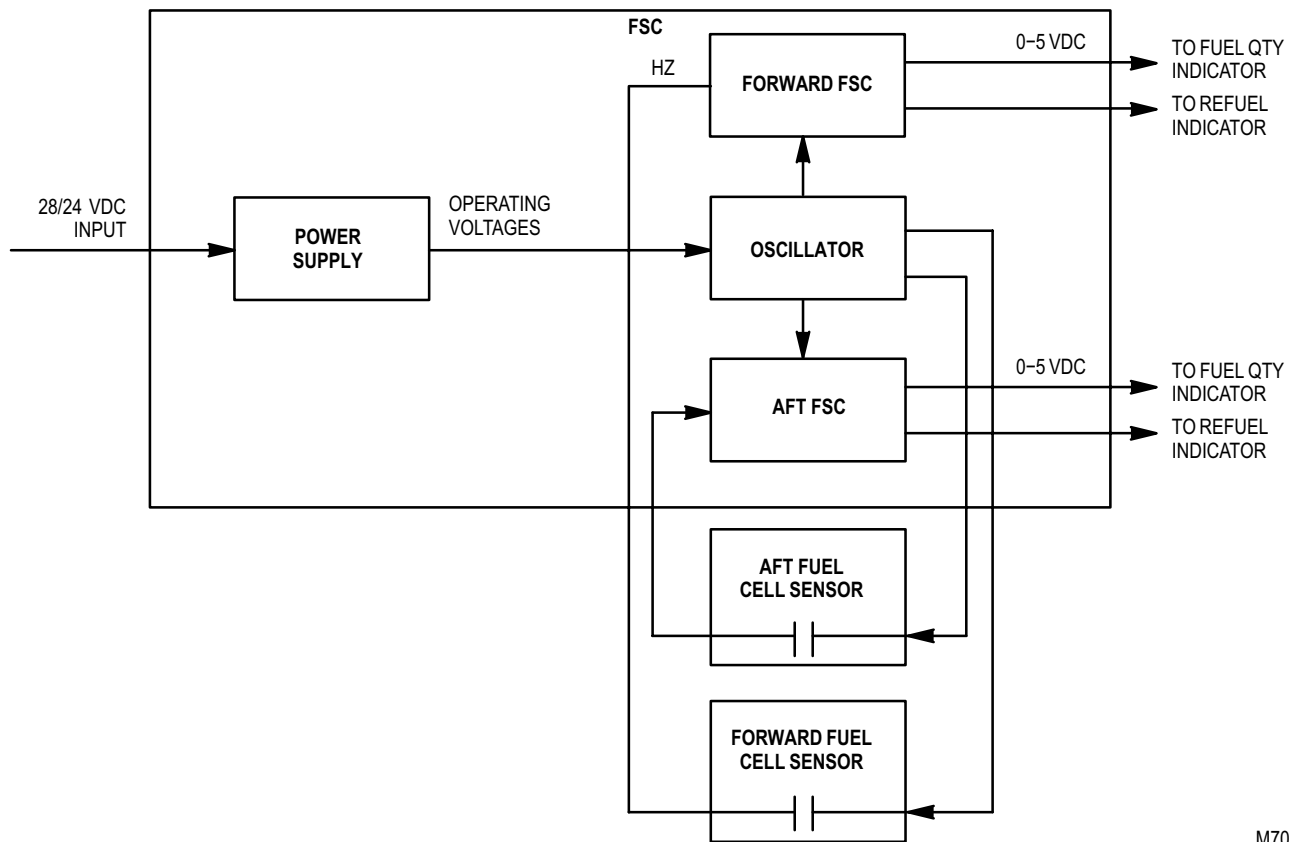 FSC
HZ
FORWARD FSC
0−5 VDC
TO FUEL QTY
INDICATOR
TO REFUEL
INDICATOR
28/24 VDC
INPUT
POWER
SUPPLY
OPERATING
VOLTAGES
OSCILLATOR
AFT FSC
0−5 VDC
TO FUEL QTY
INDICATOR
TO REFUEL
INDICATOR
AFT FUEL
CELL SENSOR
FORWARD FUEL
CELL SENSOR
M70